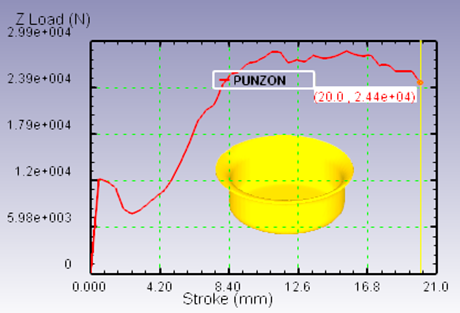 Z Load (N)
2.99e+004
2.39e+004
1.79e+004
1.2e+004
5.98e+003
0
PUNZON
(20.0 , 2.44e+04)
0.000 4.20 8.40 12.6 16.8 21.0
Stroke (mm)